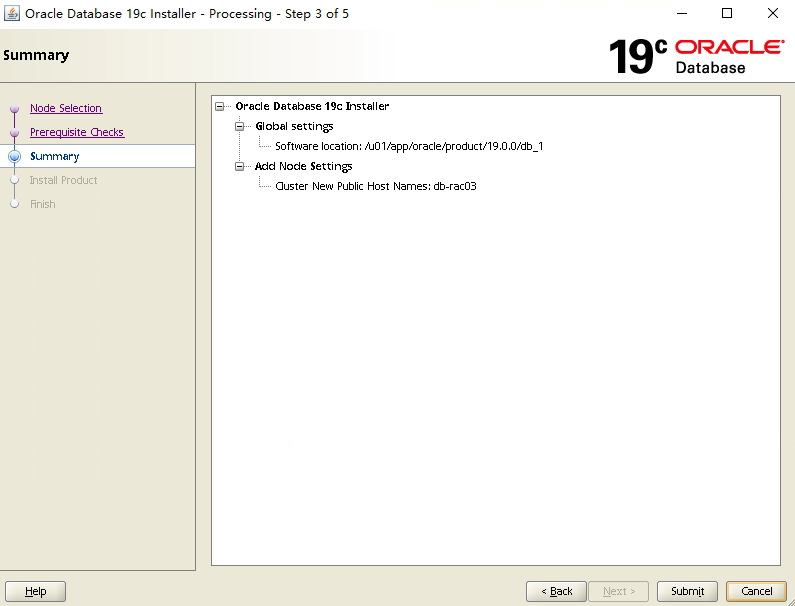 Oracle Database 19c Installer - Processing - Step 3 of 5
Summary
19c ORACLE
Database
Node Selection
Prerequisite Checks
Summary
Install Product
Finish
Oracle Database 19c Installer
Global settings
Software location: /u01/app/oracle/product/19.0.0/db_1
Add Node Settings
Cluster New Public Host Names: db-rac03
Help
< Back
Next >
Submit
Cancel